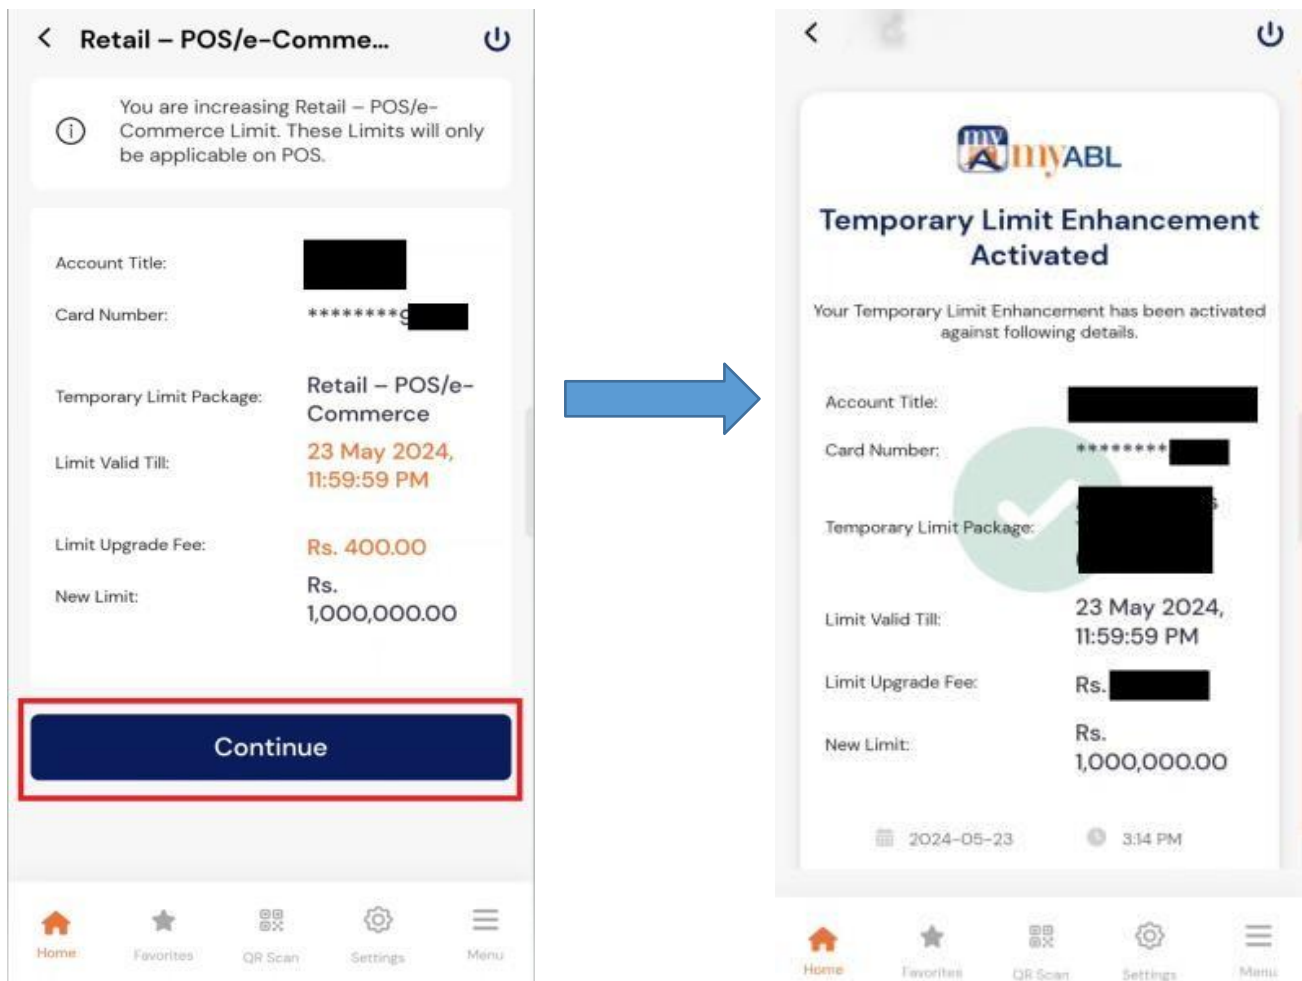 Retail – POS/e-Comme...
You are increasing Retail – POS/e-
Commerce Limit. These Limits will only
be applicable on POS.
Account Title:
Card Number: ********9
Temporary Limit Package: Retail – POS/e-
Commerce
Limit Valid Till: 23 May 2024,
11:59:59 PM
Limit Upgrade Fee: Rs. 400.00
New Limit: Rs.
1,000,000.00
Continue
Home Favorites QR Scan Settings Menu
my myABL
Temporary Limit Enhancement
Activated
Your Temporary Limit Enhancement has been activated
against following details.
Account Title:
Card Number: ********
Temporary Limit Package:
Limit Valid Till: 23 May 2024,
11:59:59 PM
Limit Upgrade Fee: Rs.
New Limit: Rs.
1,000,000.00
2024-05-23 3:14 PM
Home Favorites QR Scan Settings Menu